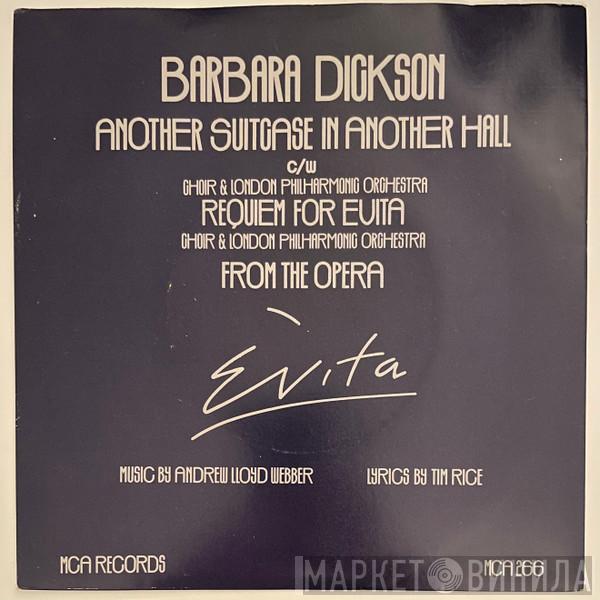 BARBARA DICKSON
ANOTHER SUITCASE IN ANOTHER HALL
C/W
CHOIR & LONDON PHILHARMONIC ORCHESTRA
REQUIEM FOR EVITA
CHOIR & LONDON PHILHARMONIC ORCHESTRA
FROM THE OPERA
Evita
MUSIC BY ANDREW LLOYD WEBBER LYRICS BY TIM RICE
MCA RECORDS MCA 266
МАРКЕТ ВИНИЛА